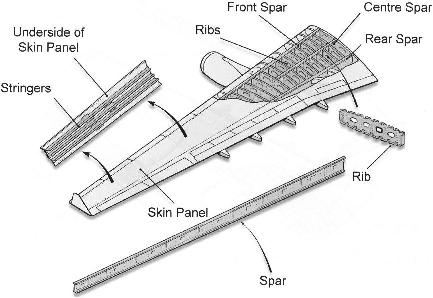 Front Spar
Centre Spar
Underside of
Skin Panel
Ribs
Rear Spar
Stringers
Rib
Skin Panel
Spar